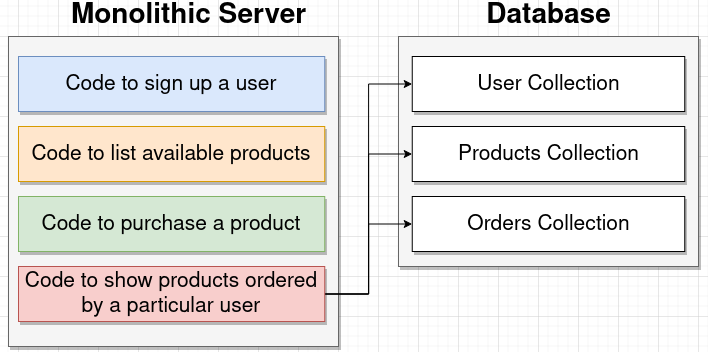 Monolithic Server
Database
Code to sign up a user
User Collection
Code to list available products
Products Collection
Code to purchase a product
Orders Collection
Code to show products ordered
by a particular user